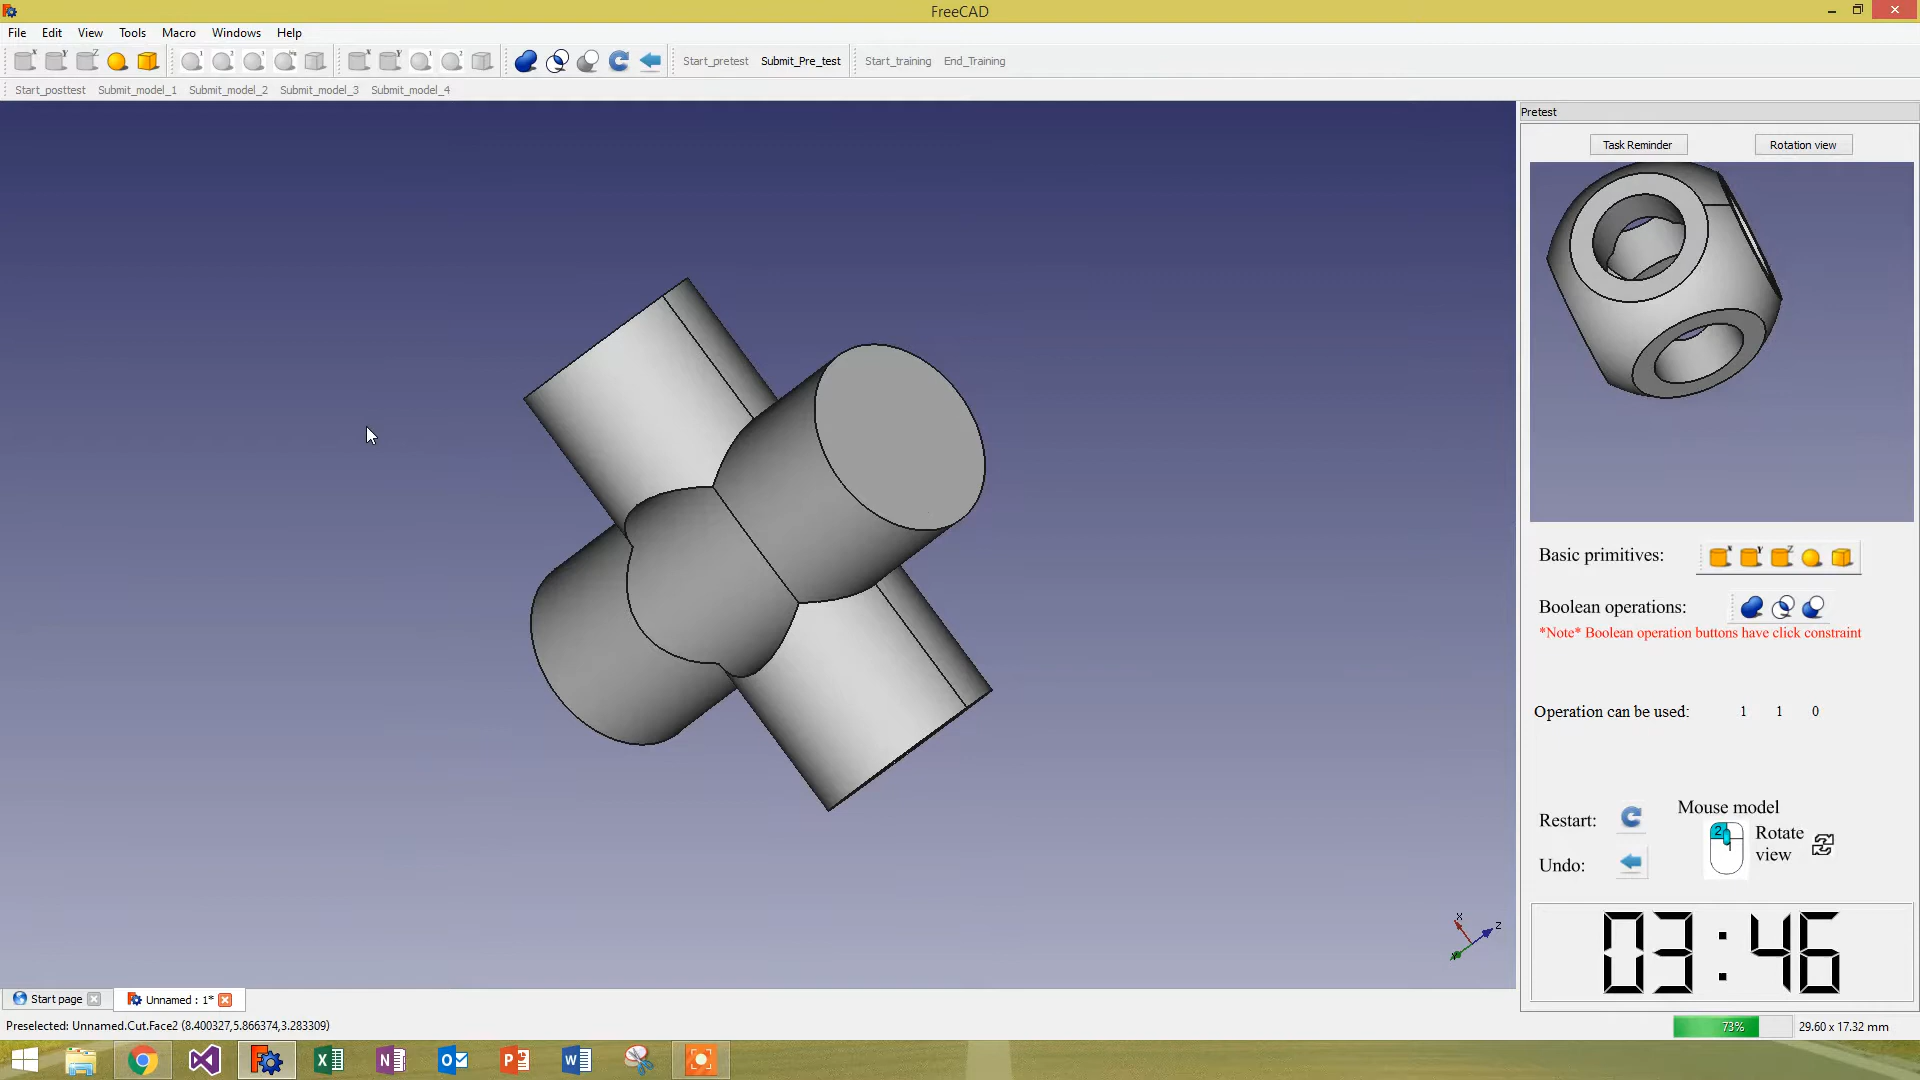 FreeCAD
File Edit View Tools Macro Windows Help
Start_pretest Submit_Pre_test Start_training End_Training
Start_posttest Submit_model_1 Submit_model_2 Submit_model_3 Submit_model_4
Pretest
Task Reminder Rotation view
Basic primitives:
Boolean operations:
*Note* Boolean operation buttons have click constraint
Operation can be used: 1 1 0
Mouse model
Restart:
2 Rotate
view
Undo:
X Z
03:46
Start page Unnamed : 1*
Preselected: Unnamed.Cut.Face2 (8.400327,5.866374,3.283309) 73% 29.60 x 17.32 mm